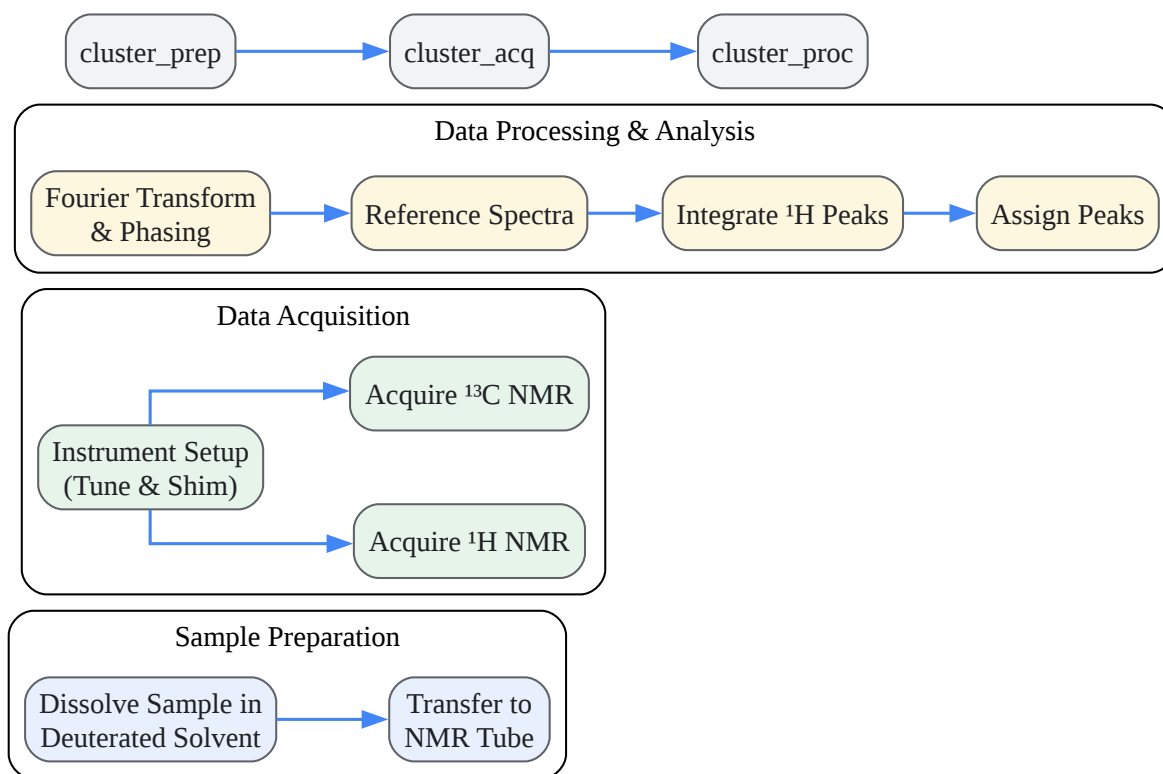 cluster_prep
cluster_acq
cluster_proc
Data Processing & Analysis
Fourier Transform
& Phasing
Reference Spectra
Integrate ¹H Peaks
Assign Peaks
Data Acquisition
Acquire ¹³C NMR
Instrument Setup
(Tune & Shim)
Acquire ¹H NMR
Sample Preparation
Dissolve Sample in
Deuterated Solvent
Transfer to
NMR Tube